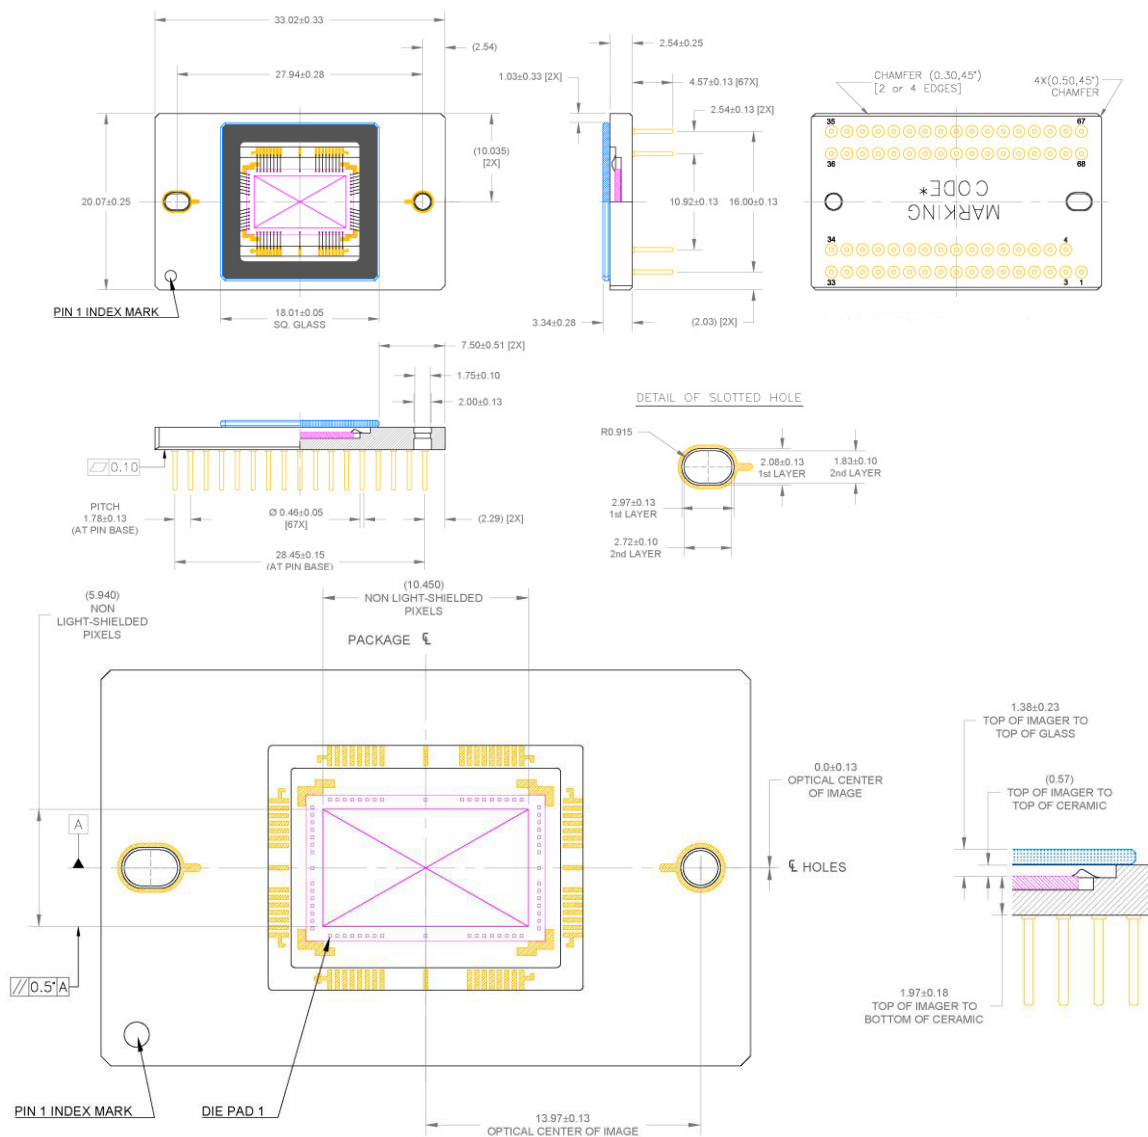 33.02±0.33
(2.54)
27.94±0.28
(10.035)
[2X]
20.07±0.25
PIN 1 INDEX MARK
18.01±0.05
SQ. GLASS
2.54±0.25
1.03±0.33 [2X]
4.57±0.13 [67X]
2.54±0.13 [2X]
10.92±0.13
16.00±0.13
3.34±0.28
(2.03) [2X]
CHAMFER (0.30,45°)
[2 or 4 EDGES]
4X(0.50,45°)
CHAMFER
35
67
36
68
MARKING
CODE*
34
4
33
3
1
7.50±0.51 [2X]
1.75±0.10
2.00±0.13
0.10
PITCH
1.78±0.13
(AT PIN BASE)
Ø 0.46±0.05
[67X]
(2.29) [2X]
28.45±0.15
(AT PIN BASE)
DETAIL OF SLOTTED HOLE
R0.915
2.08±0.13
1st LAYER
1.83±0.10
2nd LAYER
2.97±0.13
1st LAYER
2.72±0.10
2nd LAYER
(5.940)
NON
LIGHT-SHIELDED
PIXELS
(10.450)
NON LIGHT-SHIELDED
PIXELS
PACKAGE ℄
A
0.0±0.13
OPTICAL CENTER
OF IMAGE
℄ HOLES
// 0.5° A
PIN 1 INDEX MARK
DIE PAD 1
13.97±0.13
OPTICAL CENTER OF IMAGE
1.38±0.23
TOP OF IMAGER TO
TOP OF GLASS
(0.57)
TOP OF IMAGER TO
TOP OF CERAMIC
1.97±0.18
TOP OF IMAGER TO
BOTTOM OF CERAMIC